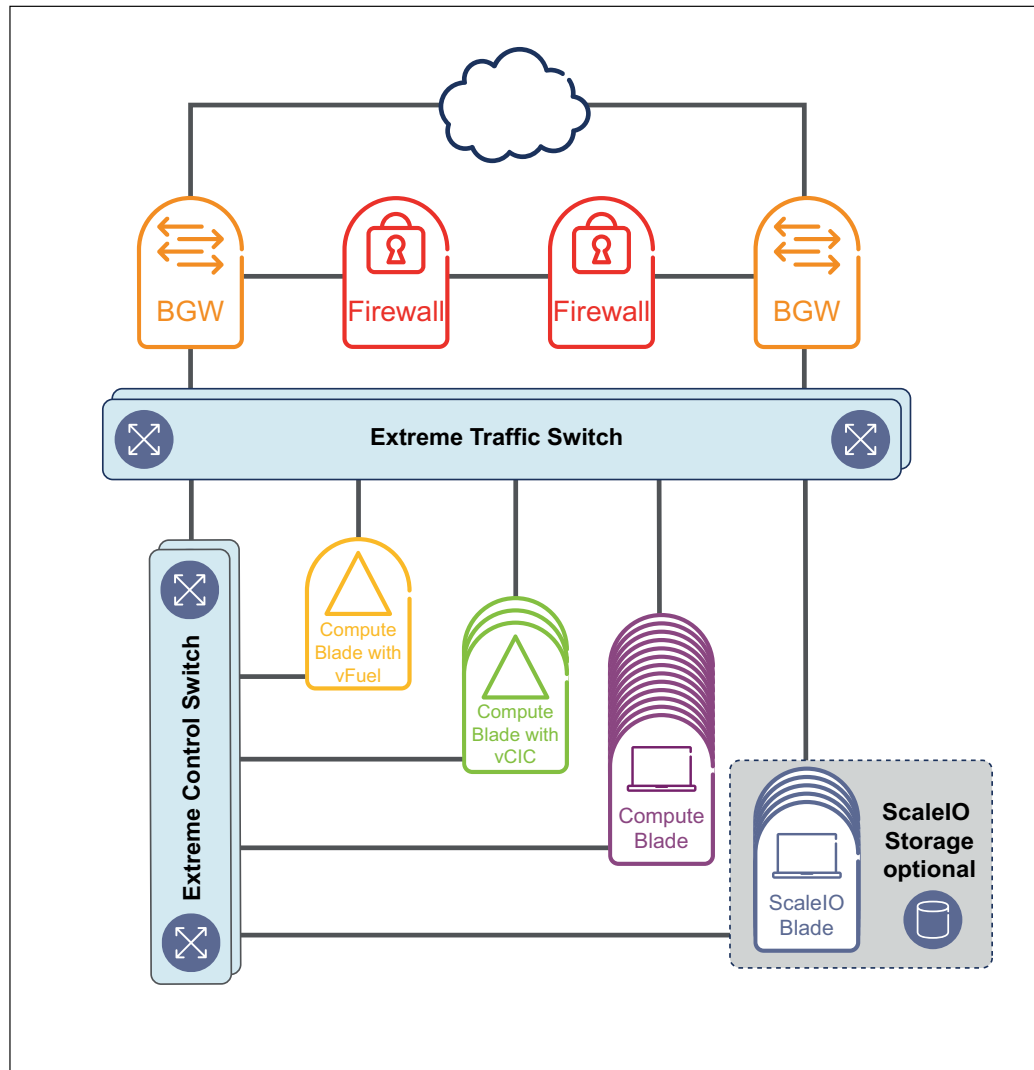 BGW
Firewall
Firewall
BGW
Extreme Traffic Switch
Extreme Control Switch
Compute
Blade with
vFuel
Compute
Blade with
vCIC
Compute
Blade
ScaleIO
Blade
ScaleIO
Storage
optional